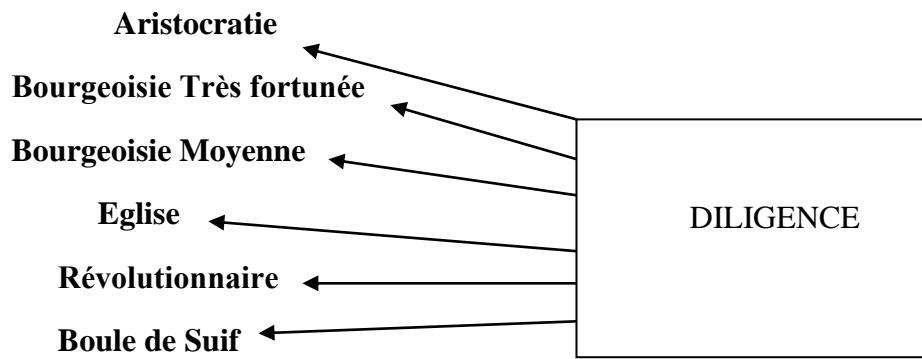 Aristocratie
Bourgeoisie Très fortunée
Bourgeoisie Moyenne
Eglise
DILIGENCE
Révolutionnaire
Boule de Suif